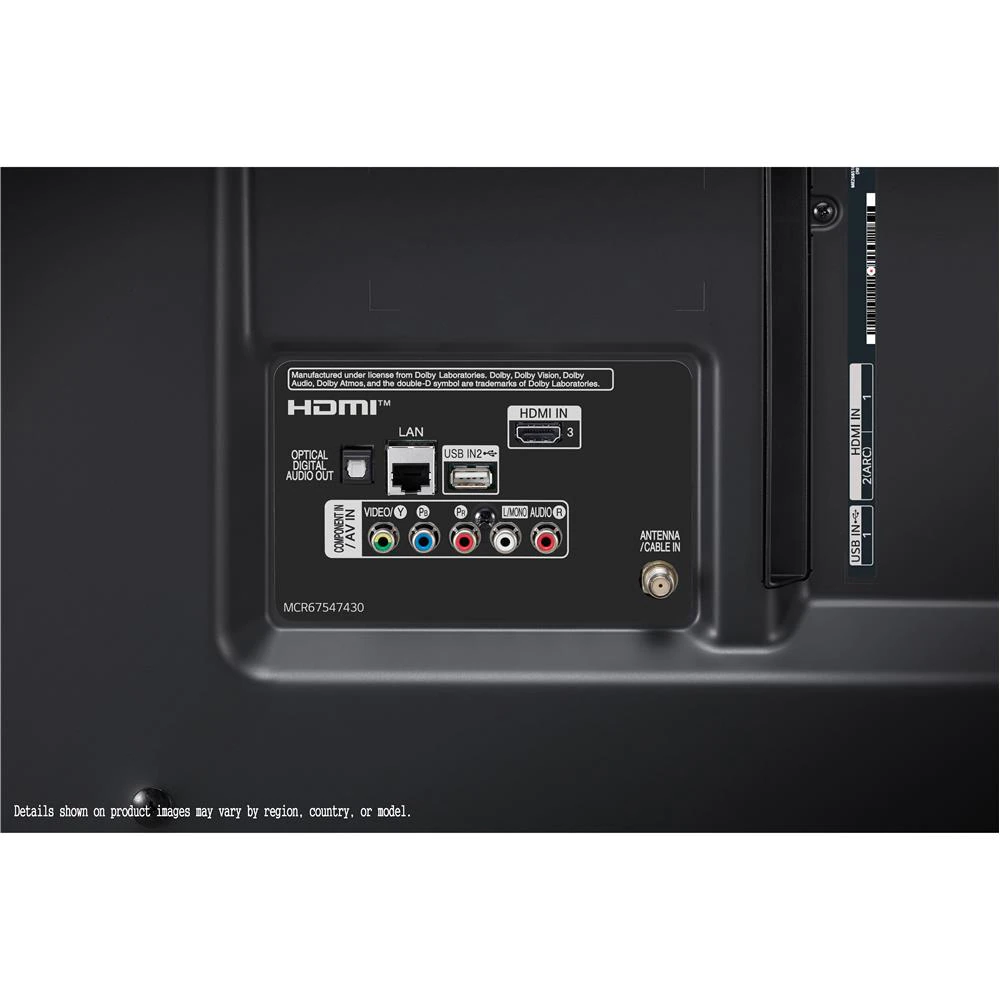 Manufactured under license from Dolby Laboratories. Dolby, Dolby Vision, Dolby
Audio, Dolby Atmos, and the double-D symbol are trademarks of Dolby Laboratories.
HDMI™
HDMI IN
3
LAN
OPTICAL
DIGITAL
AUDIO OUT
USB IN2
COMPONENT IN
/ AV IN
VIDEO/ Y PB PR L/MONO AUDIO R
ANTENNA
/CABLE IN
MCR67547430
HDMI IN
2(ARC) 1
USB IN
1
Details shown on product images may vary by region, country, or model.